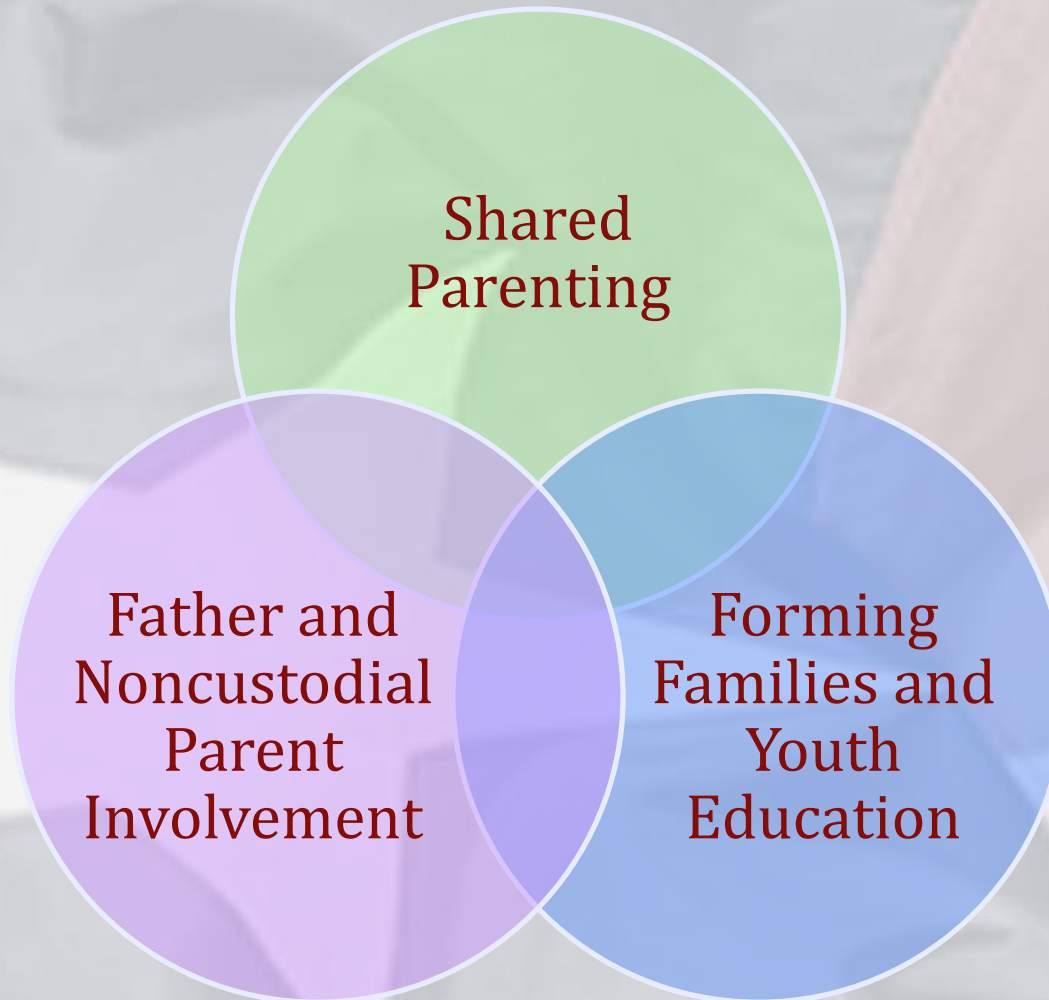 Shared
Parenting
Father and
Noncustodial
Parent
Involvement
Forming
Families and
Youth
Education